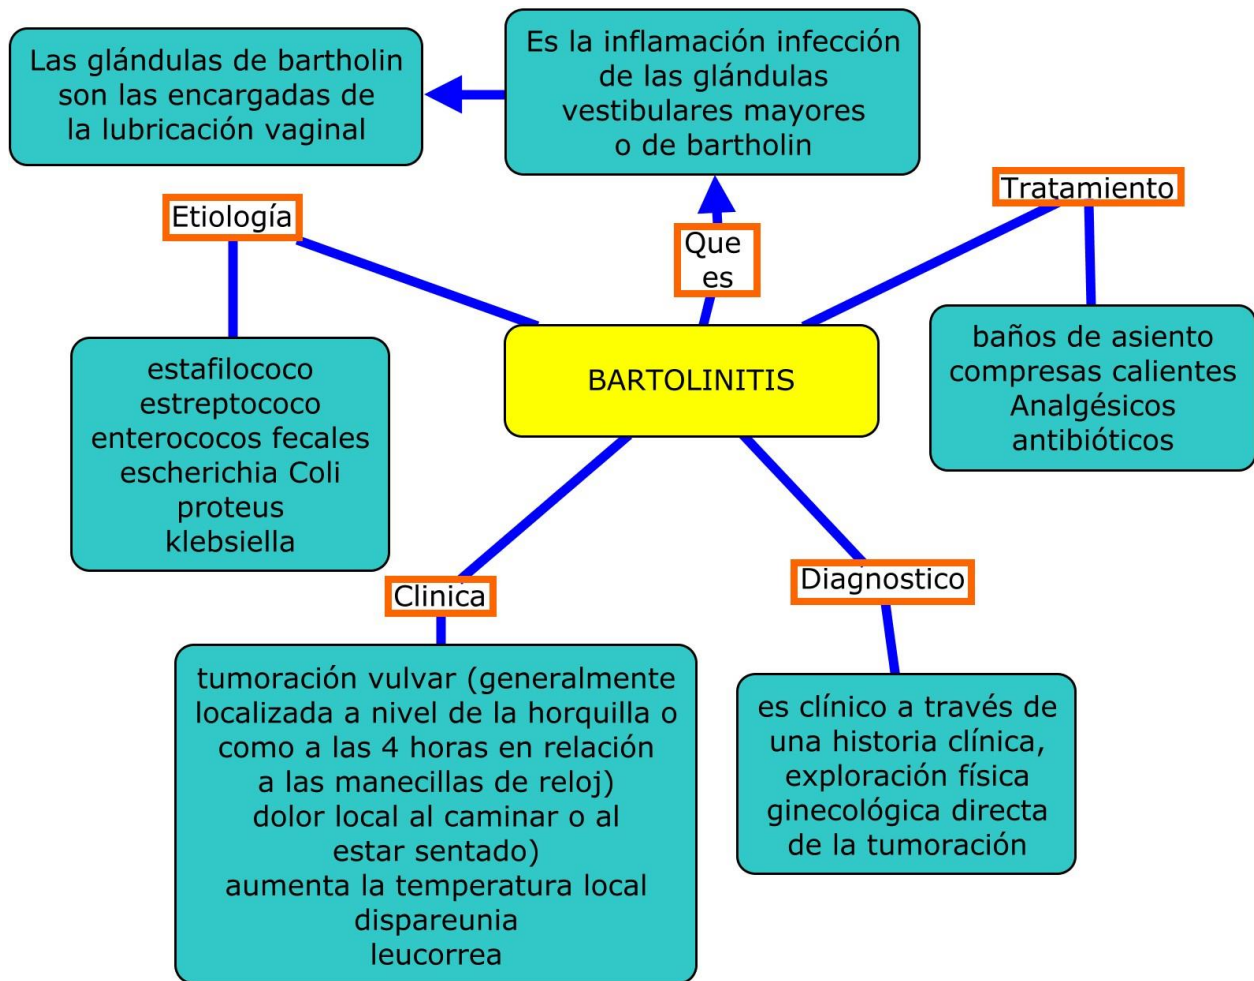 Las glándulas de bartholin
son las encargadas de
la lubricación vaginal
Es la inflamación infección
de las glándulas
vestibulares mayores
o de bartholin
Tratamiento
Etiología
Que
es
baños de asiento
compresas calientes
Analgésicos
antibióticos
estafilococo
estreptococo
enterococos fecales
escherichia Coli
proteus
klebsiella
BARTOLINITIS
Clinica
Diagnostico
tumoración vulvar (generalmente
localizada a nivel de la horquilla o
como a las 4 horas en relación
a las manecillas de reloj)
dolor local al caminar o al
estar sentado)
aumenta la temperatura local
dispareunia
leucorrea
es clínico a través de
una historia clínica,
exploración física
ginecológica directa
de la tumoración